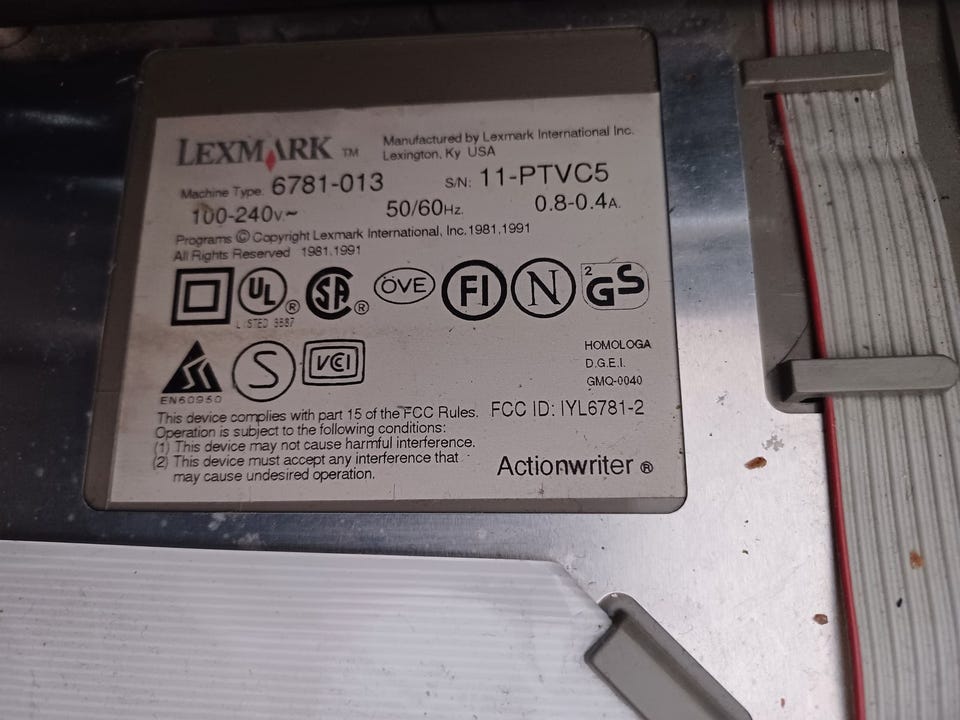 LEXMARK TM
Manufactured by Lexmark International Inc.
Lexington, Ky USA
Machine Type. 6781-013 S/N: 11-PTVC5
100-240V.~ 50/60Hz. 0.8-0.4A.
Programs © Copyright Lexmark International, Inc.1981,1991
All Rights Reserved 1981,1991
UL ® SA ® ÖVE FI N 2 GS
LISTED
S VCI
EN60950
HOMOLOGA
D.G.E.I.
GMQ-0040
This device complies with part 15 of the FCC Rules. FCC ID: IYL6781-2
Operation is subject to the following conditions:
(1) This device may not cause harmful interference.
(2) This device must accept any interference that
may cause undesired operation.
Actionwriter ®